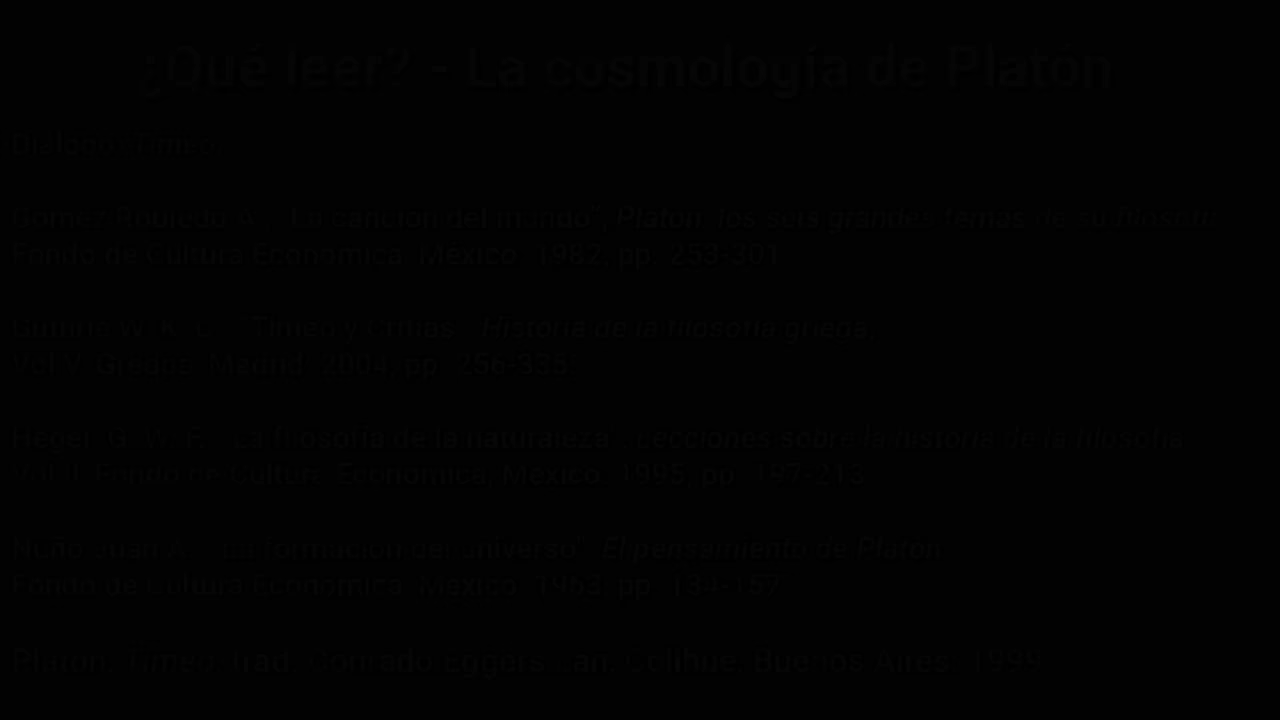 ¿Qué leer? - La cosmología de Platón
Diálogo: Timeo
Gómez Robledo A., "La canción del mundo", Platón, los seis grandes temas de su filosofía
Fondo de Cultura Económica, México, 1982, pp. 253-301
Guthrie W. K. C., "Timeo y Critias", Historia de la filosofía griega,
Vol V. Gredos, Madrid, 2004, pp. 256-335
Hegel G. W. F., "La filosofía de la naturaleza", Lecciones sobre la historia de la filosofía
Vol II. Fondo de Cultura Económica, México, 1995, pp. 197-213
Nuño Juan A., "La formación del universo", El pensamiento de Platón
Fondo de Cultura Económica, México, 1963, pp.
Platón, Timeo, trad. Conrado Eggers Lan, Colihue, Buenos Aires, 1999